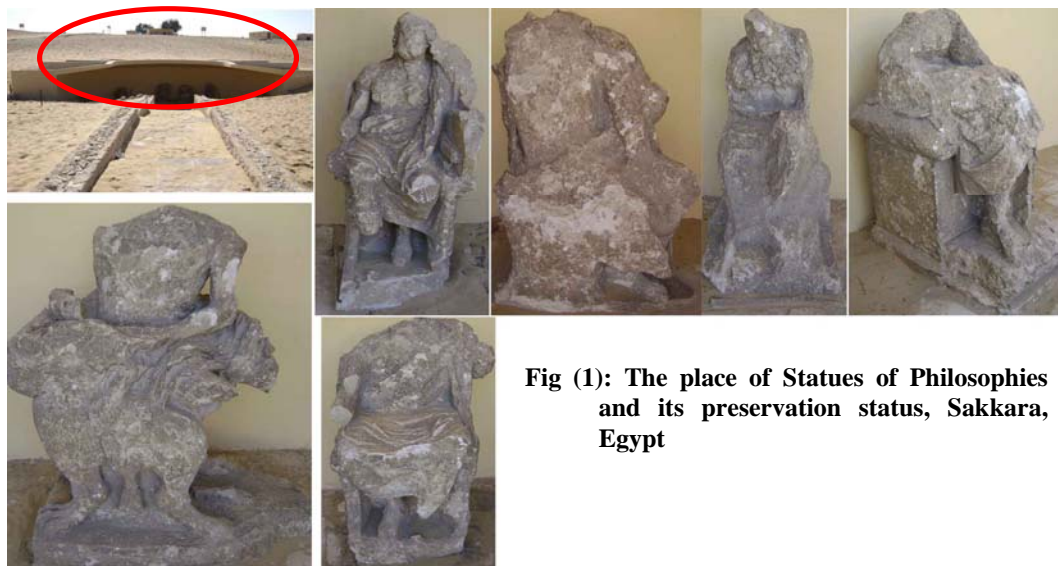 Fig (1): The place of Statues of Philosophies
and its preservation status, Sakkara,
Egypt